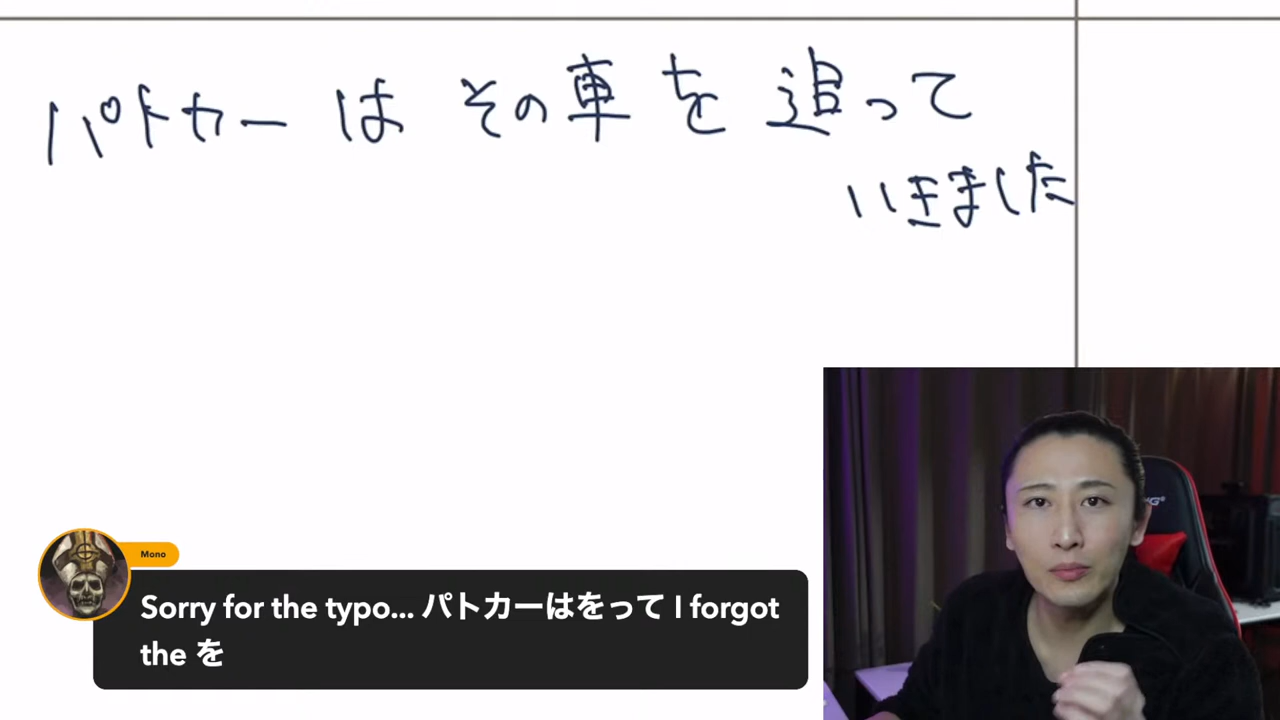 パトカーは その車を 追って
いきました
Mono
Sorry for the typo... パトカーはをって I forgot
the を